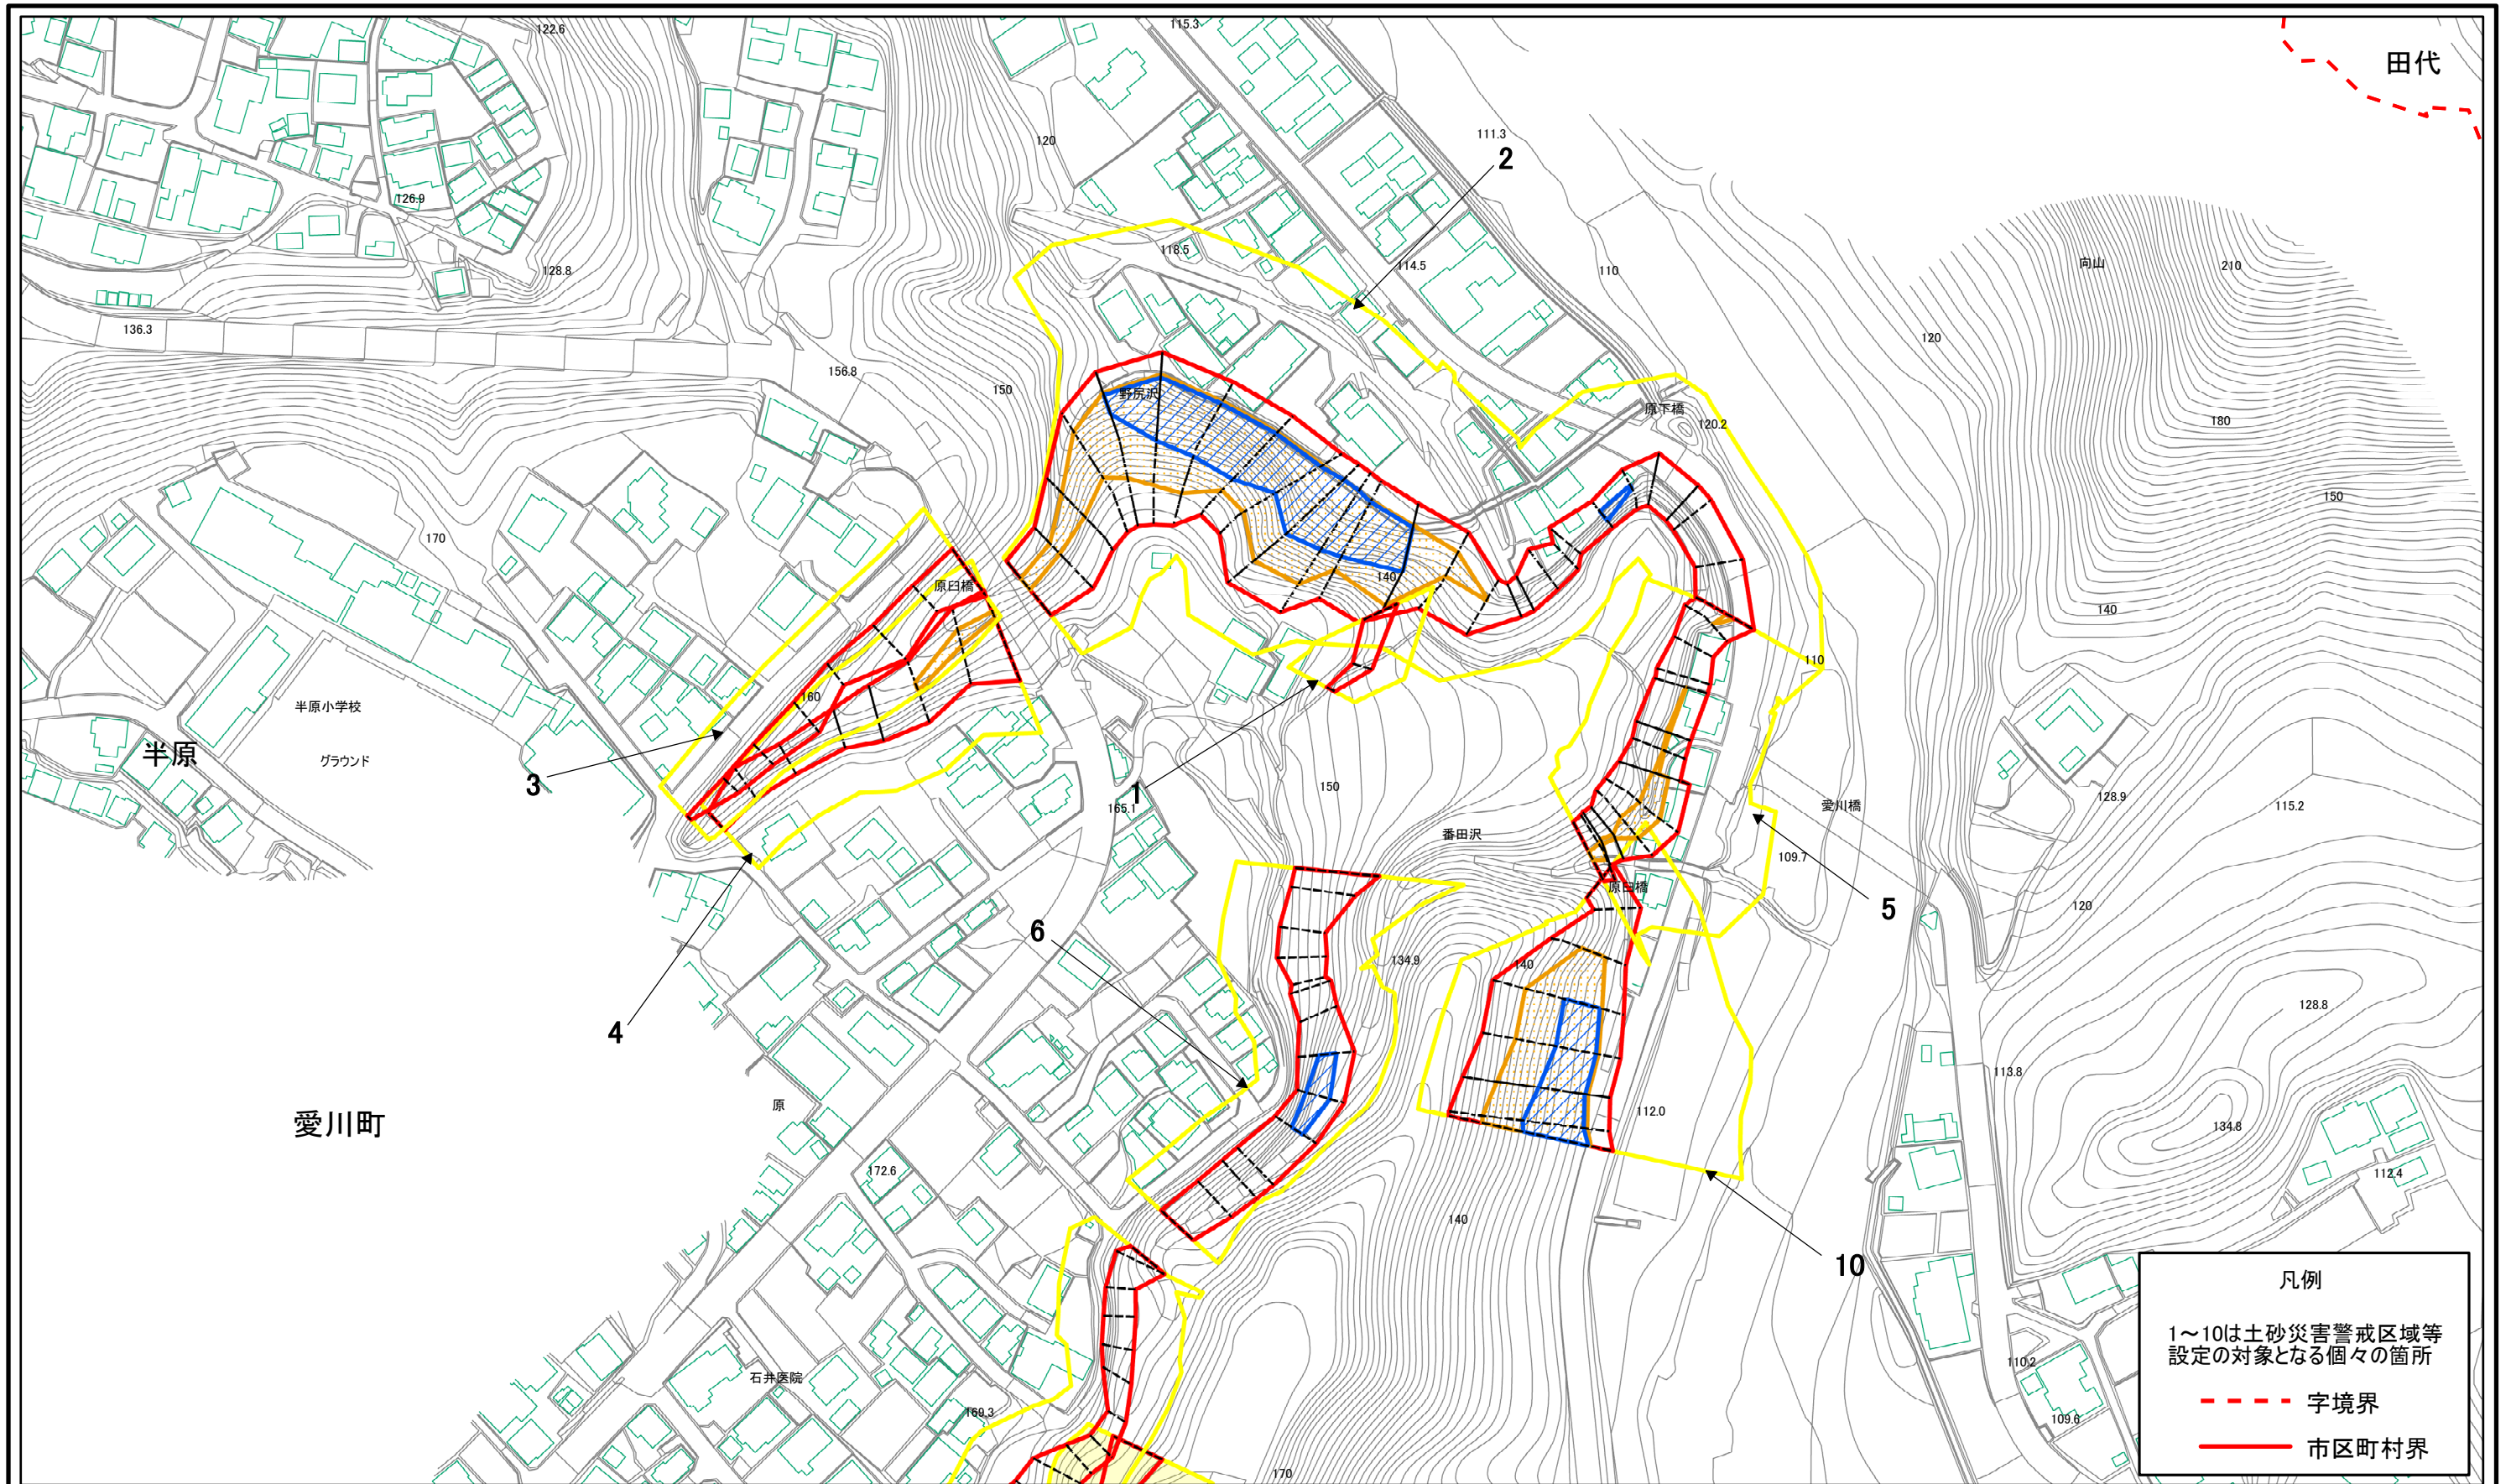 115.3
122.6
田代
120
111.3
2
126.9
118.5
114.5
110
向山
210
128.8
136.3
120
156.8
150
野尻沢
原下橋
120.2
180
150
170
原臼橋
140
140
110
160
半原小学校
半原
グラウンド
3
1
150
165.1
愛川橋
128.9
115.2
番田沢
109.7
原臼橋
5
120
6
134.9
140
128.8
4
113.8
原
112.0
愛川町
134.8
172.6
112.4
140
10
凡例
1～10は土砂災害警戒区域等
設定の対象となる個々の箇所
字境界
市区町村界
110.2
石井医院
169.3
109.6
170